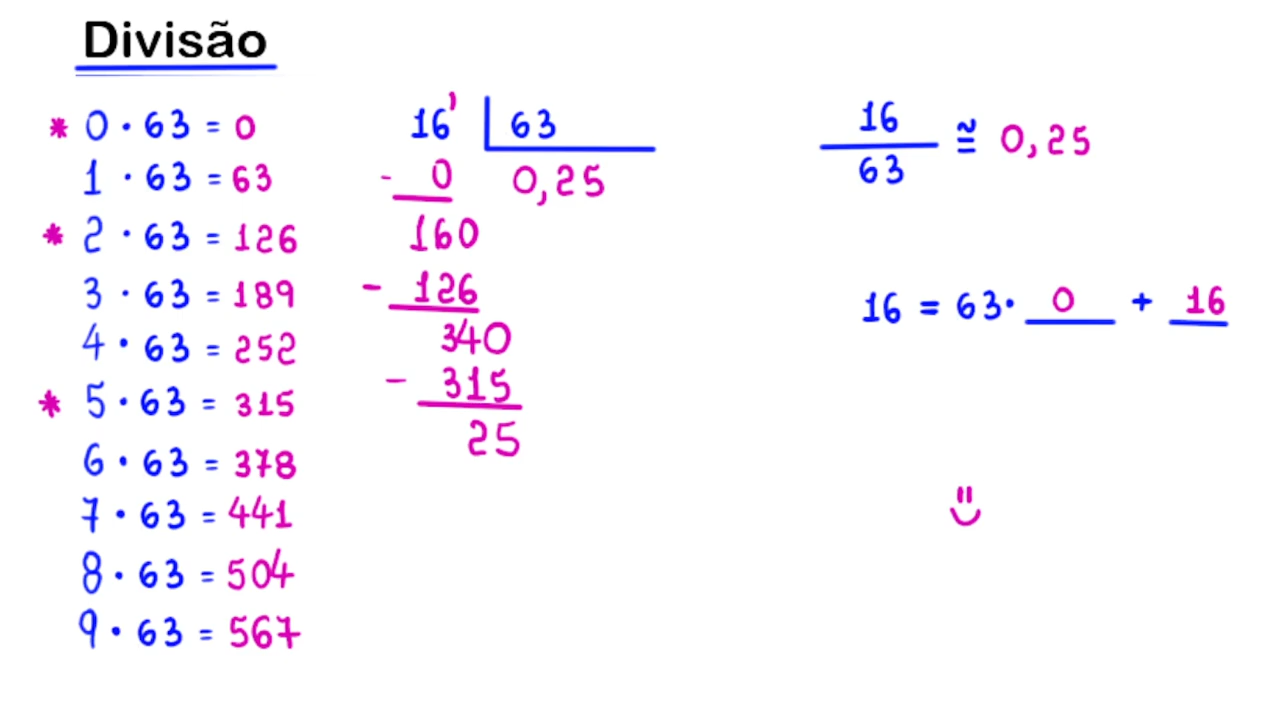 Divisão
* 0 · 63 = 0
1 · 63 = 63
* 2 · 63 = 126
3 · 63 = 189
4 · 63 = 252
* 5 · 63 = 315
6 · 63 = 378
7 · 63 = 441
8 · 63 = 504
9 · 63 = 567
16' 63
- 0 0,25
160
- 126
340
- 315
25
16
63
≅ 0,25
16 = 63· 0 + 16